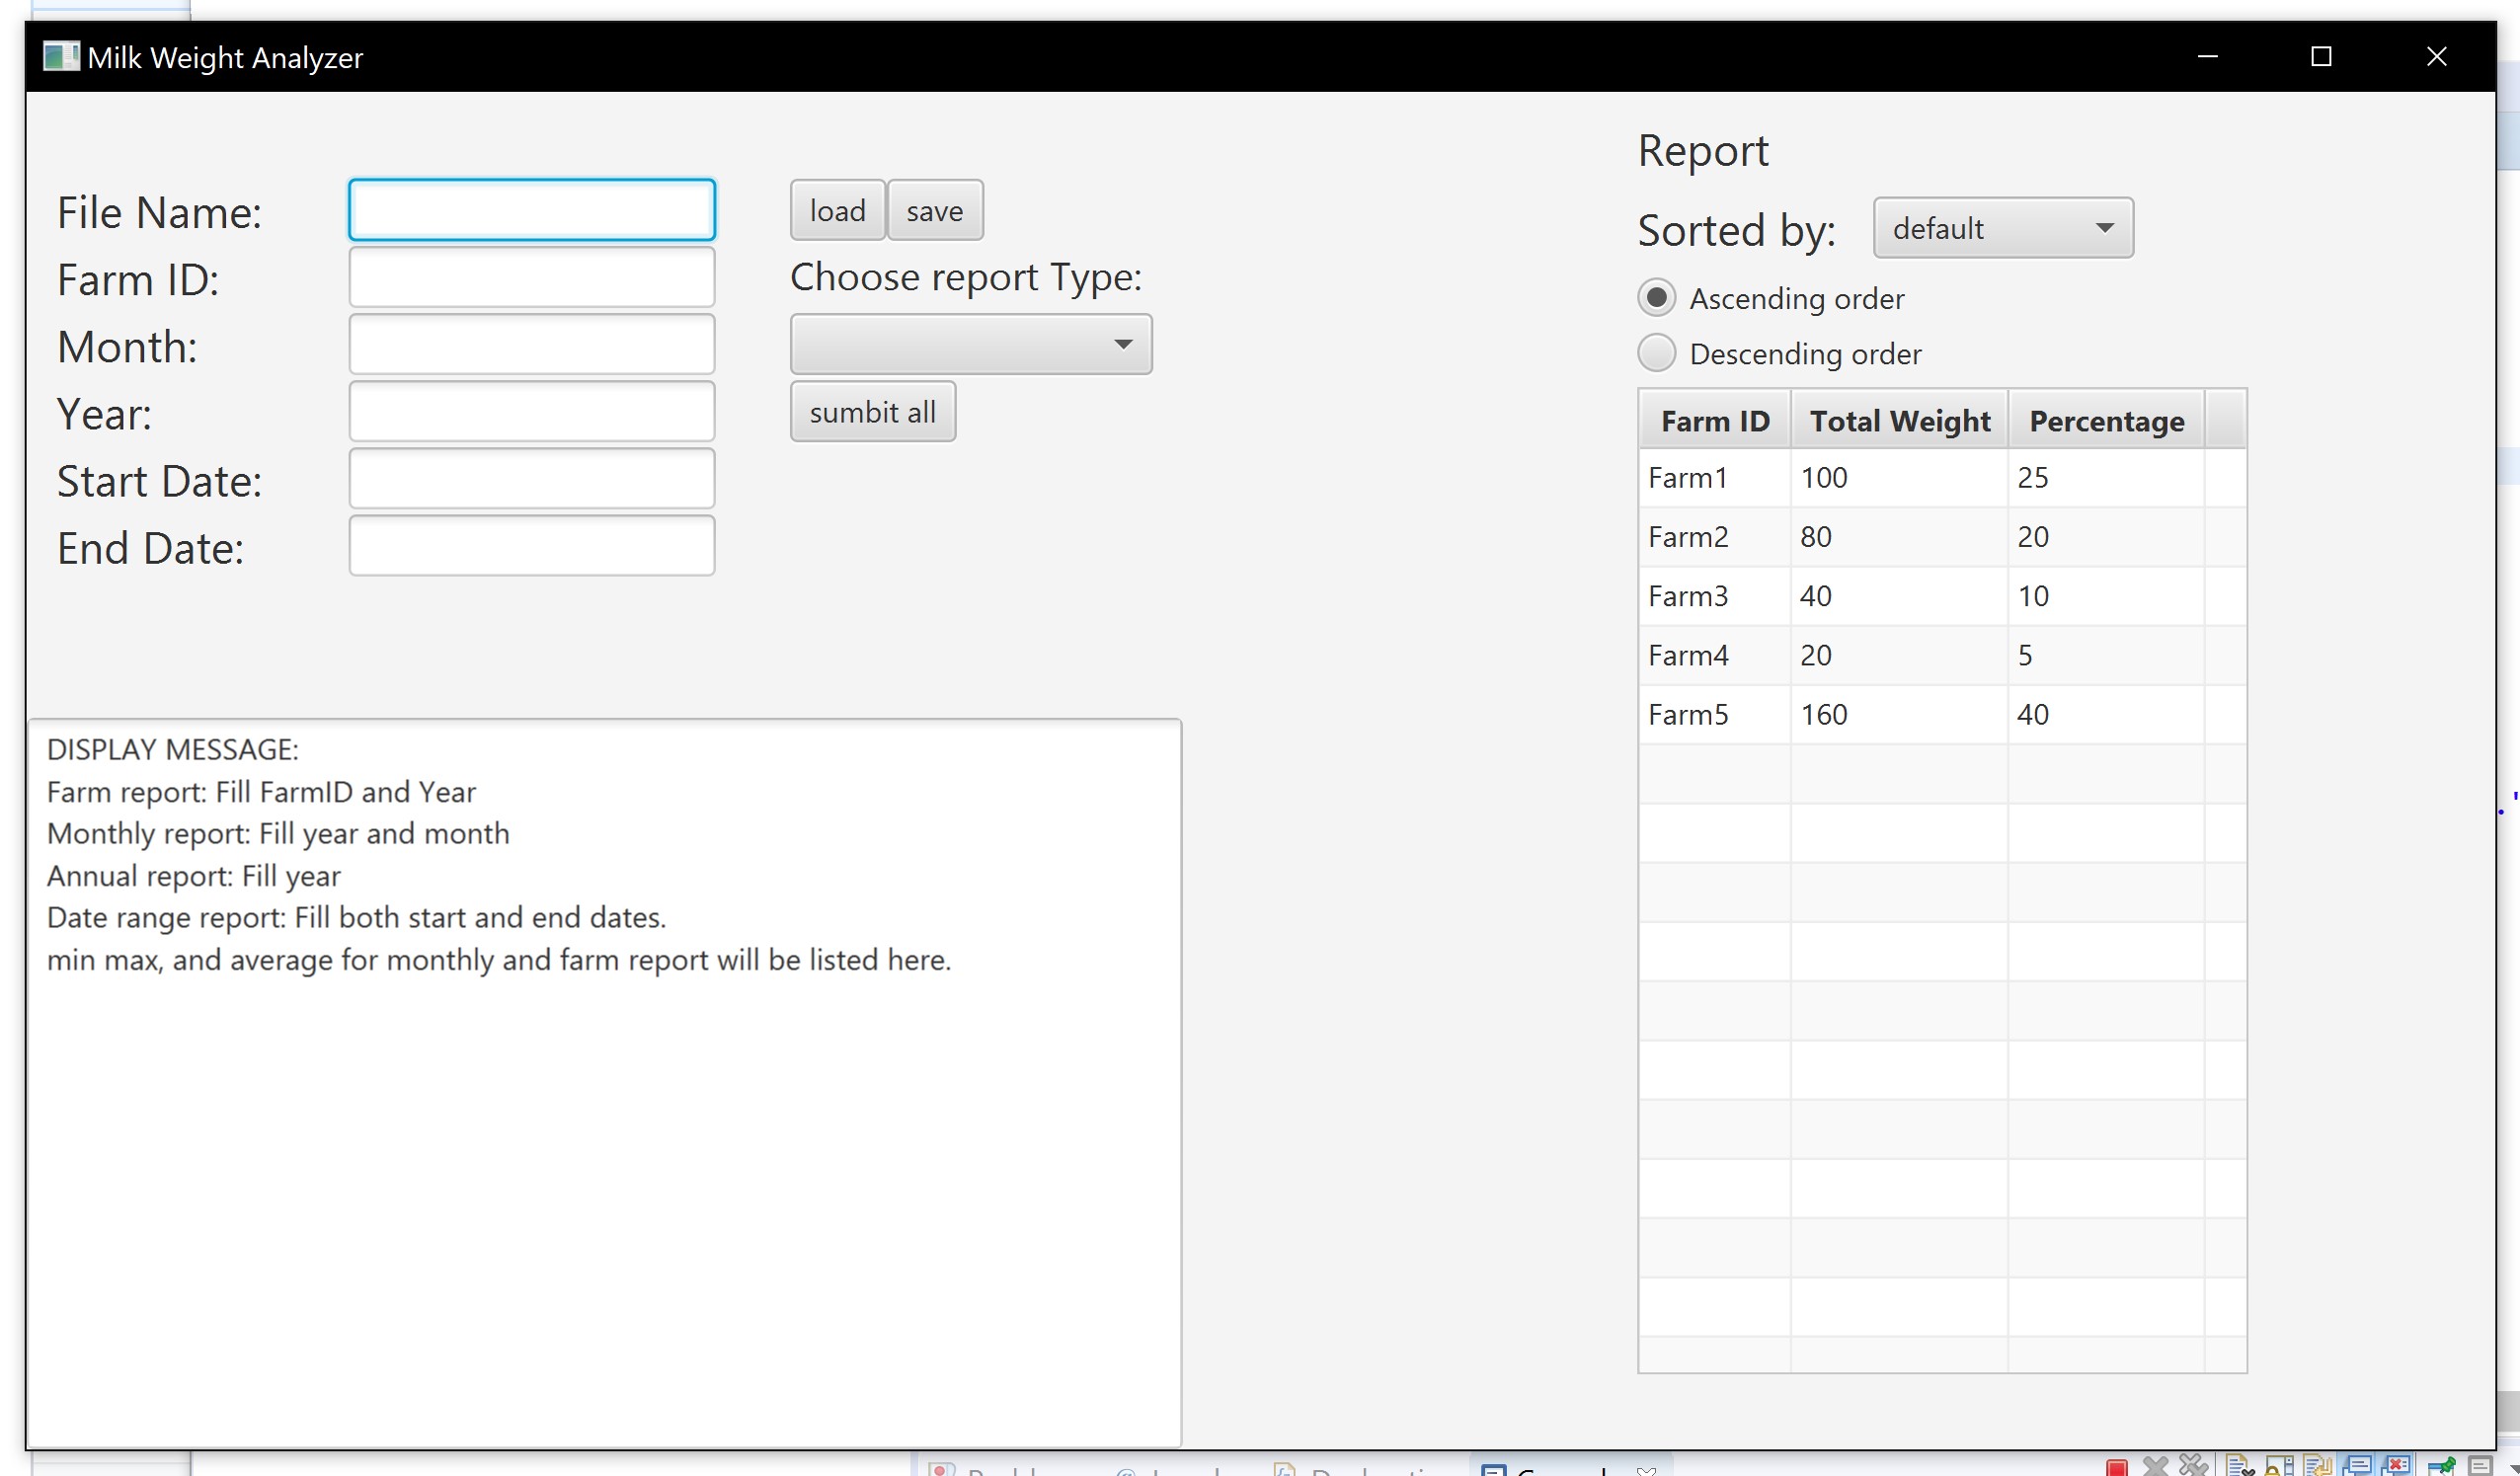 Milk Weight Analyzer
File Name:
load save
Farm ID:
Choose report Type:
Month:
Year:
sumbit all
Start Date:
End Date:
DISPLAY MESSAGE:
Farm report: Fill FarmID and Year
Monthly report: Fill year and month
Annual report: Fill year
Date range report: Fill both start and end dates.
min max, and average for monthly and farm report will be listed here.
Report
Sorted by: default
Ascending order
Descending order
Farm ID Total Weight Percentage
Farm1 100 25
Farm2 80 20
Farm3 40 10
Farm4 20 5
Farm5 160 40